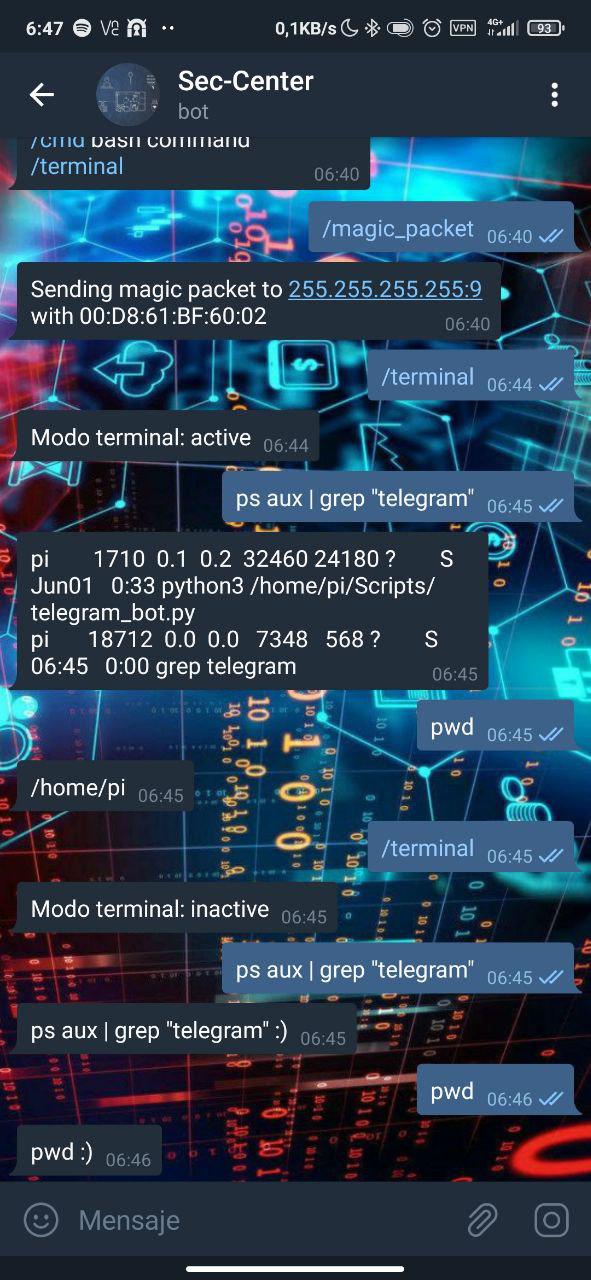 6:47
0,1KB/s
VPN
4G+
93
Sec-Center
bot
/cmd bash command
/terminal
06:40
/magic_packet 06:40
Sending magic packet to 255.255.255.255:9
with 00:D8:61:BF:60:02
06:40
/terminal 06:44
Modo terminal: active 06:44
ps aux | grep "telegram" 06:45
pi 1710 0.1 0.2 32460 24180 ? S
Jun01 0:33 python3 /home/pi/Scripts/
telegram_bot.py
pi 18712 0.0 0.0 7348 568 ? S
06:45 0:00 grep telegram
06:45
pwd 06:45
/home/pi 06:45
/terminal 06:45
Modo terminal: inactive 06:45
ps aux | grep "telegram" 06:45
ps aux | grep "telegram" :) 06:45
pwd 06:46
pwd :) 06:46
Mensaje